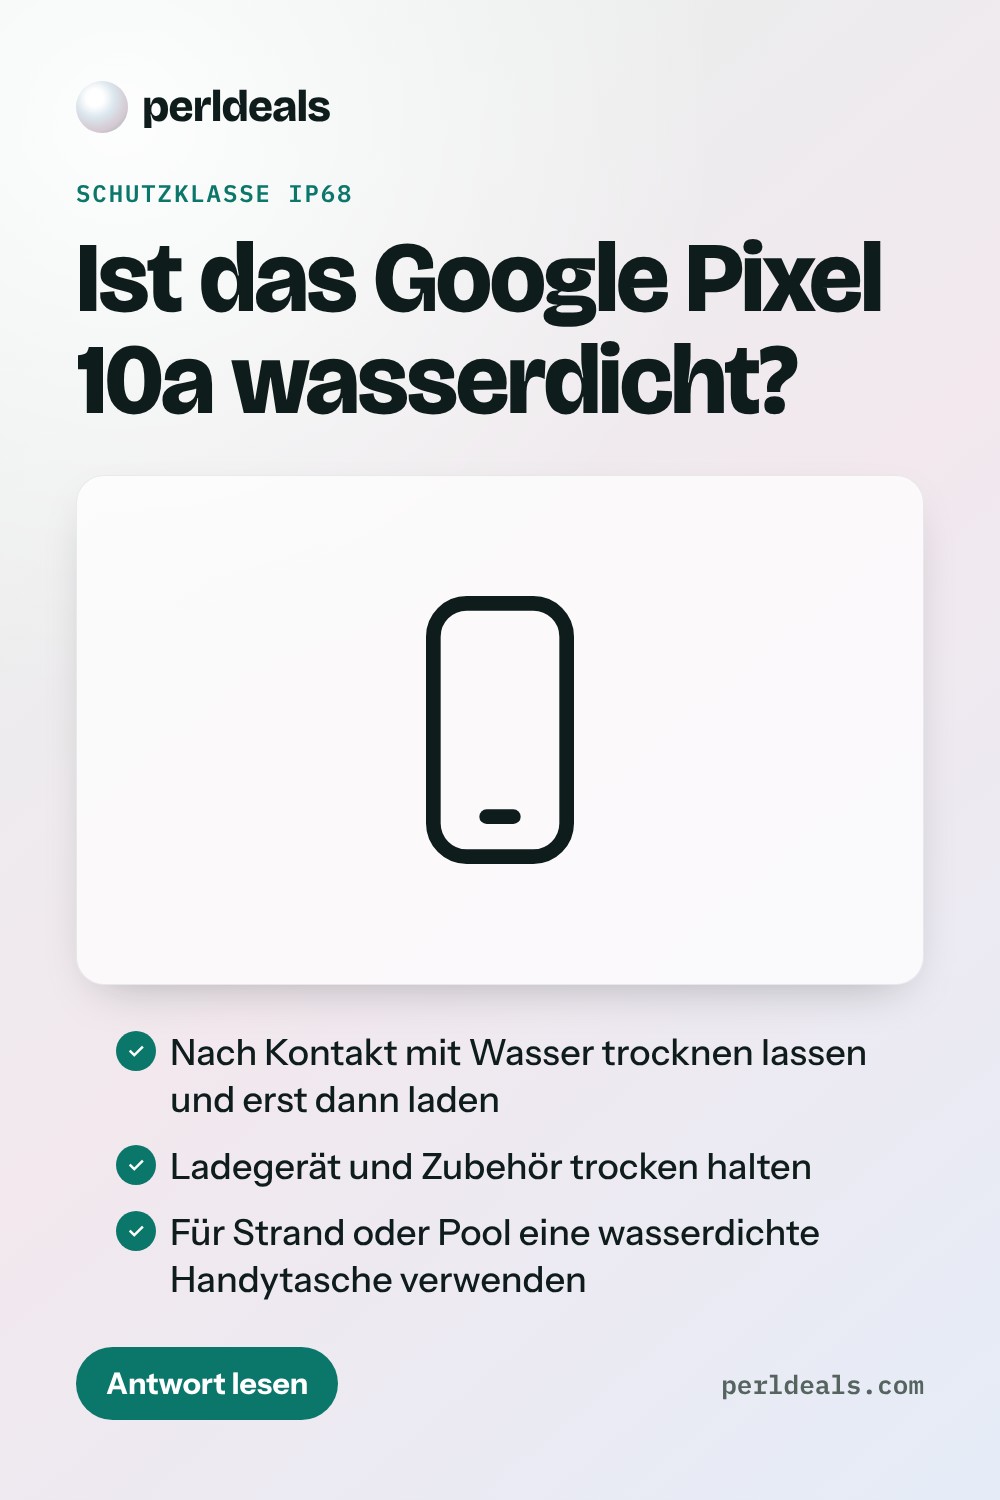 perldeals
SCHUTZKLASSE IP68
Ist das Google Pixel
10a wasserdicht?
Nach Kontakt mit Wasser trocknen lassen
und erst dann laden
Ladegerät und Zubehör trocken halten
Für Strand oder Pool eine wasserdichte
Handytasche verwenden
Antwort lesen
perldeals.com